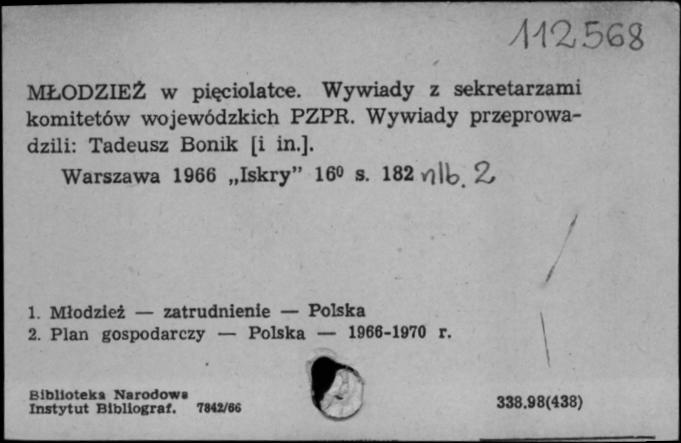 112568
MŁODZIEŻ w pięciolatce. Wywiady z sekretarzami
komitetów wojewódzkich PZPR. Wywiady przeprowa-
dzili: Tadeusz Bonik [i in.].
Warszawa 1966 „Iskry” 16⁰ s. 182 nlb. 2
1. Młodzież — zatrudnienie — Polska
2. Plan gospodarczy — Polska — 1966-1970 r.
Biblioteka Narodowa
Instytut Bibliograf. 7842/66
338.98(438)